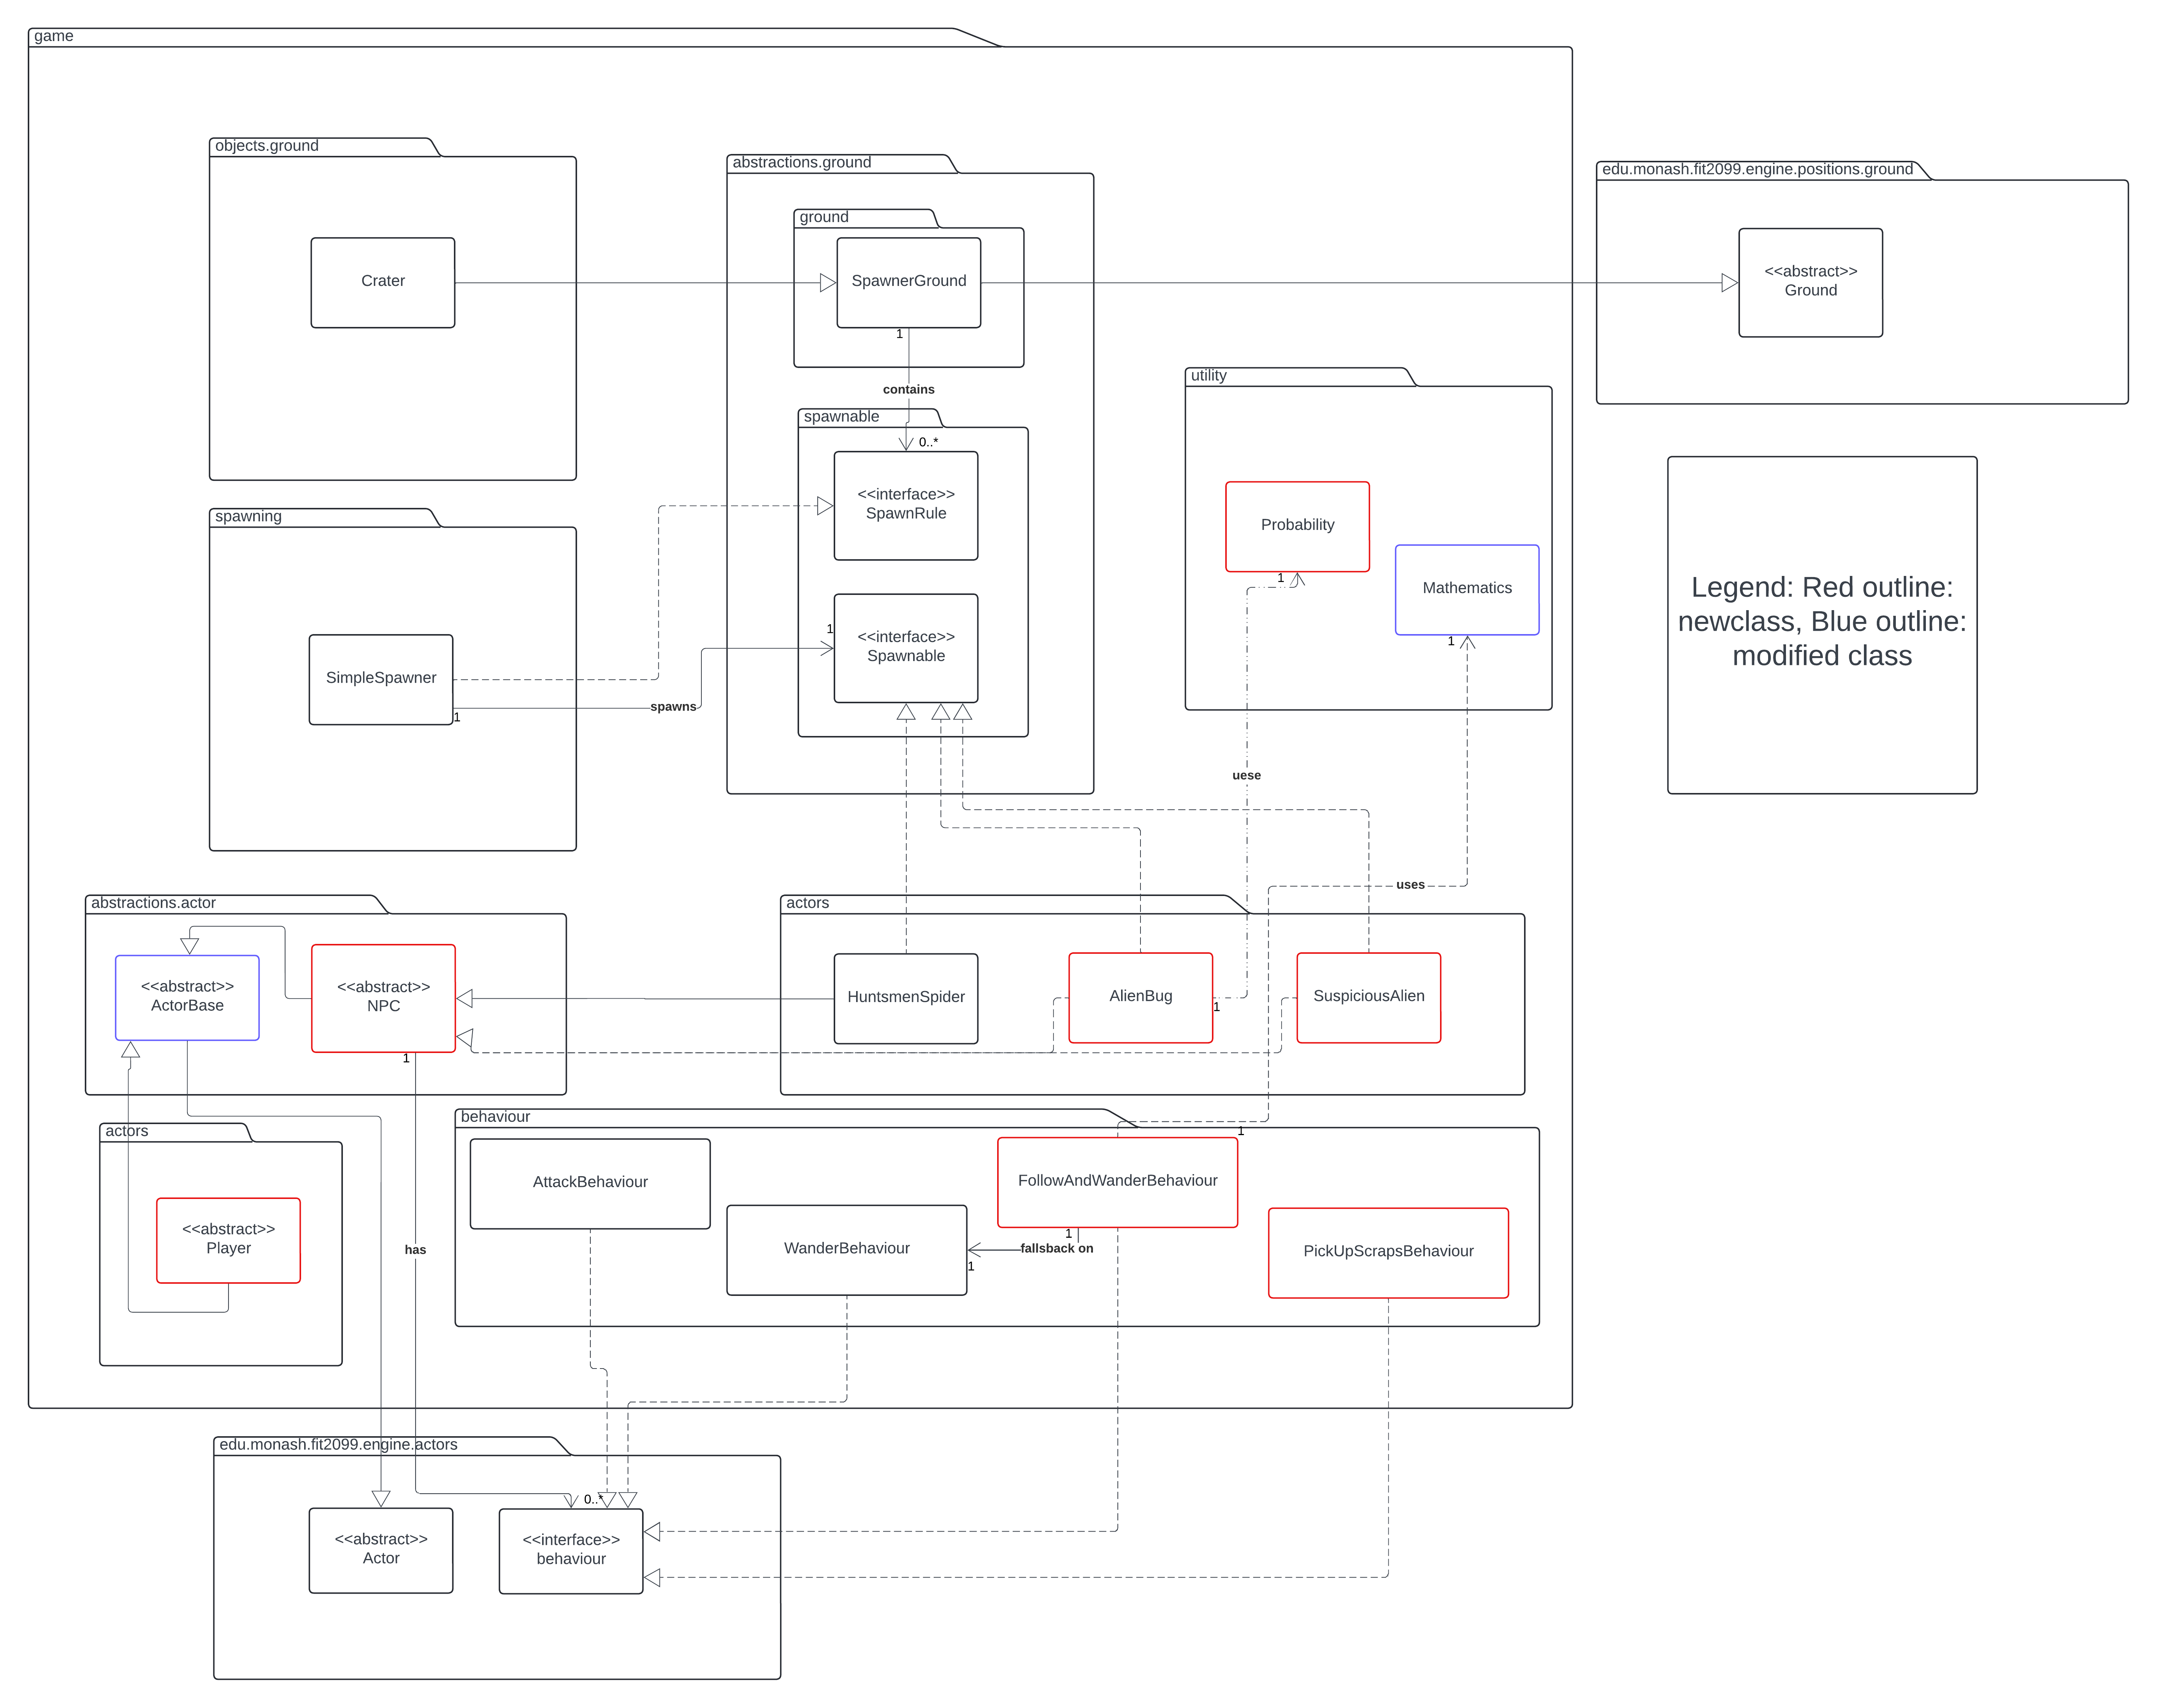 game
objects.ground
Crater
abstractions.ground
ground
SpawnerGround
1
contains
edu.monash.fit2099.engine.positions.ground
<<abstract>>
Ground
utility
Probability
1
Mathematics
1
spawnable
0..*
<<interface>>
SpawnRule
1
<<interface>>
Spawnable
Legend: Red outline:
newclass, Blue outline:
modified class
spawning
SimpleSpawner
1
spawns
uese
uses
abstractions.actor
<<abstract>>
ActorBase
<<abstract>>
NPC
1
actors
HuntsmenSpider
AlienBug
1
SuspiciousAlien
actors
<<abstract>>
Player
has
behaviour
AttackBehaviour
WanderBehaviour
1
FollowAndWanderBehaviour
1
fallsback on
1
PickUpScrapsBehaviour
edu.monash.fit2099.engine.actors
<<abstract>>
Actor
0..*
<<interface>>
behaviour